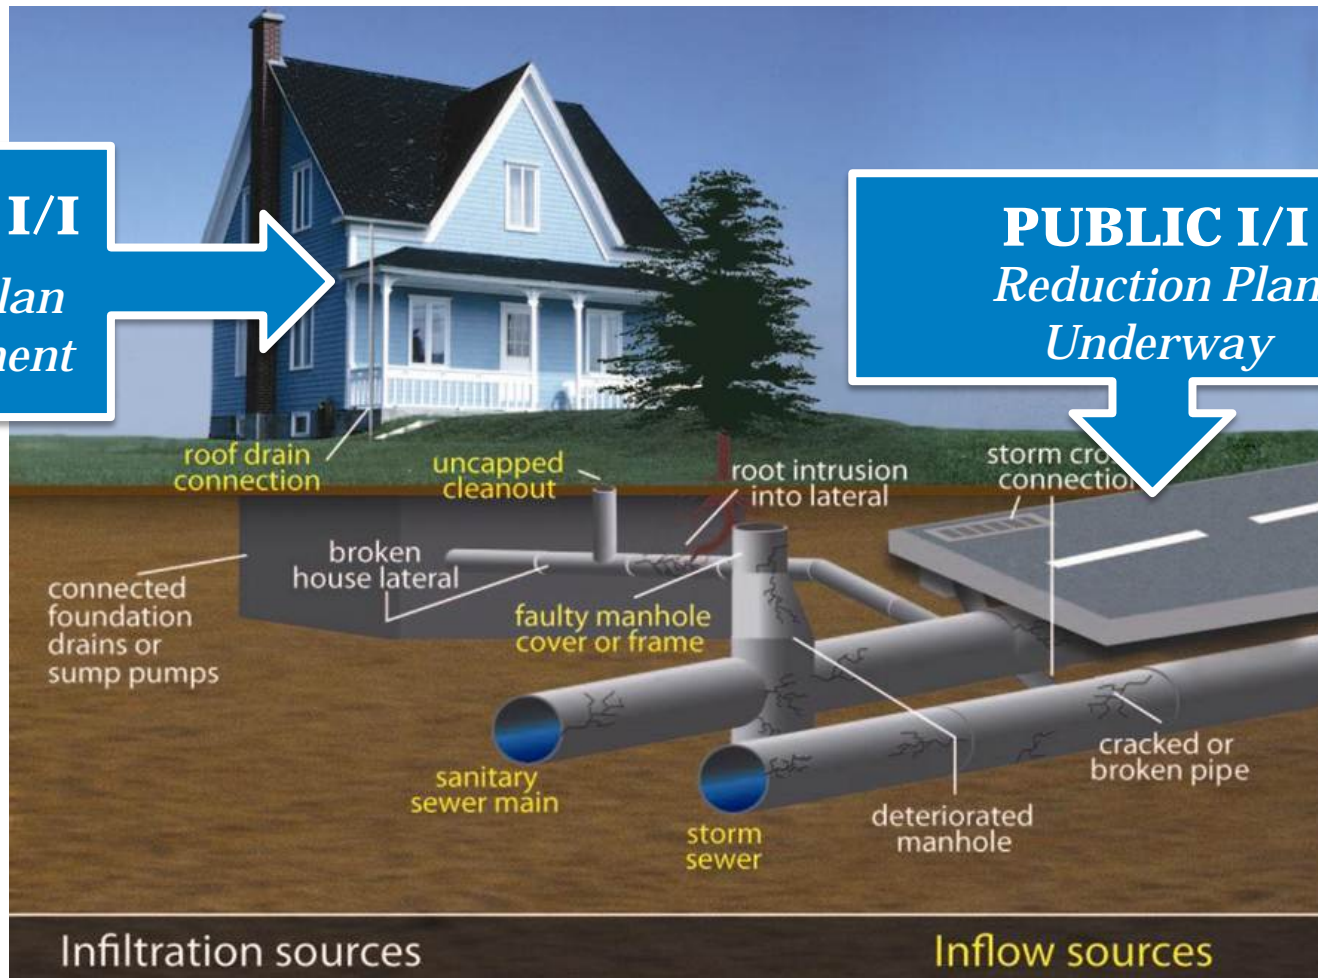 I/I
PUBLIC I/I
Reduction Plan
Underway
roof drain
connection
uncapped
cleanout
root intrusion
into lateral
storm
connection
broken
house lateral
connected
foundation
drains or
sump pumps
faulty manhole
cover or frame
sanitary
sewer main
storm
sewer
deteriorated
manhole
cracked or
broken pipe
Infiltration sources
Inflow sources